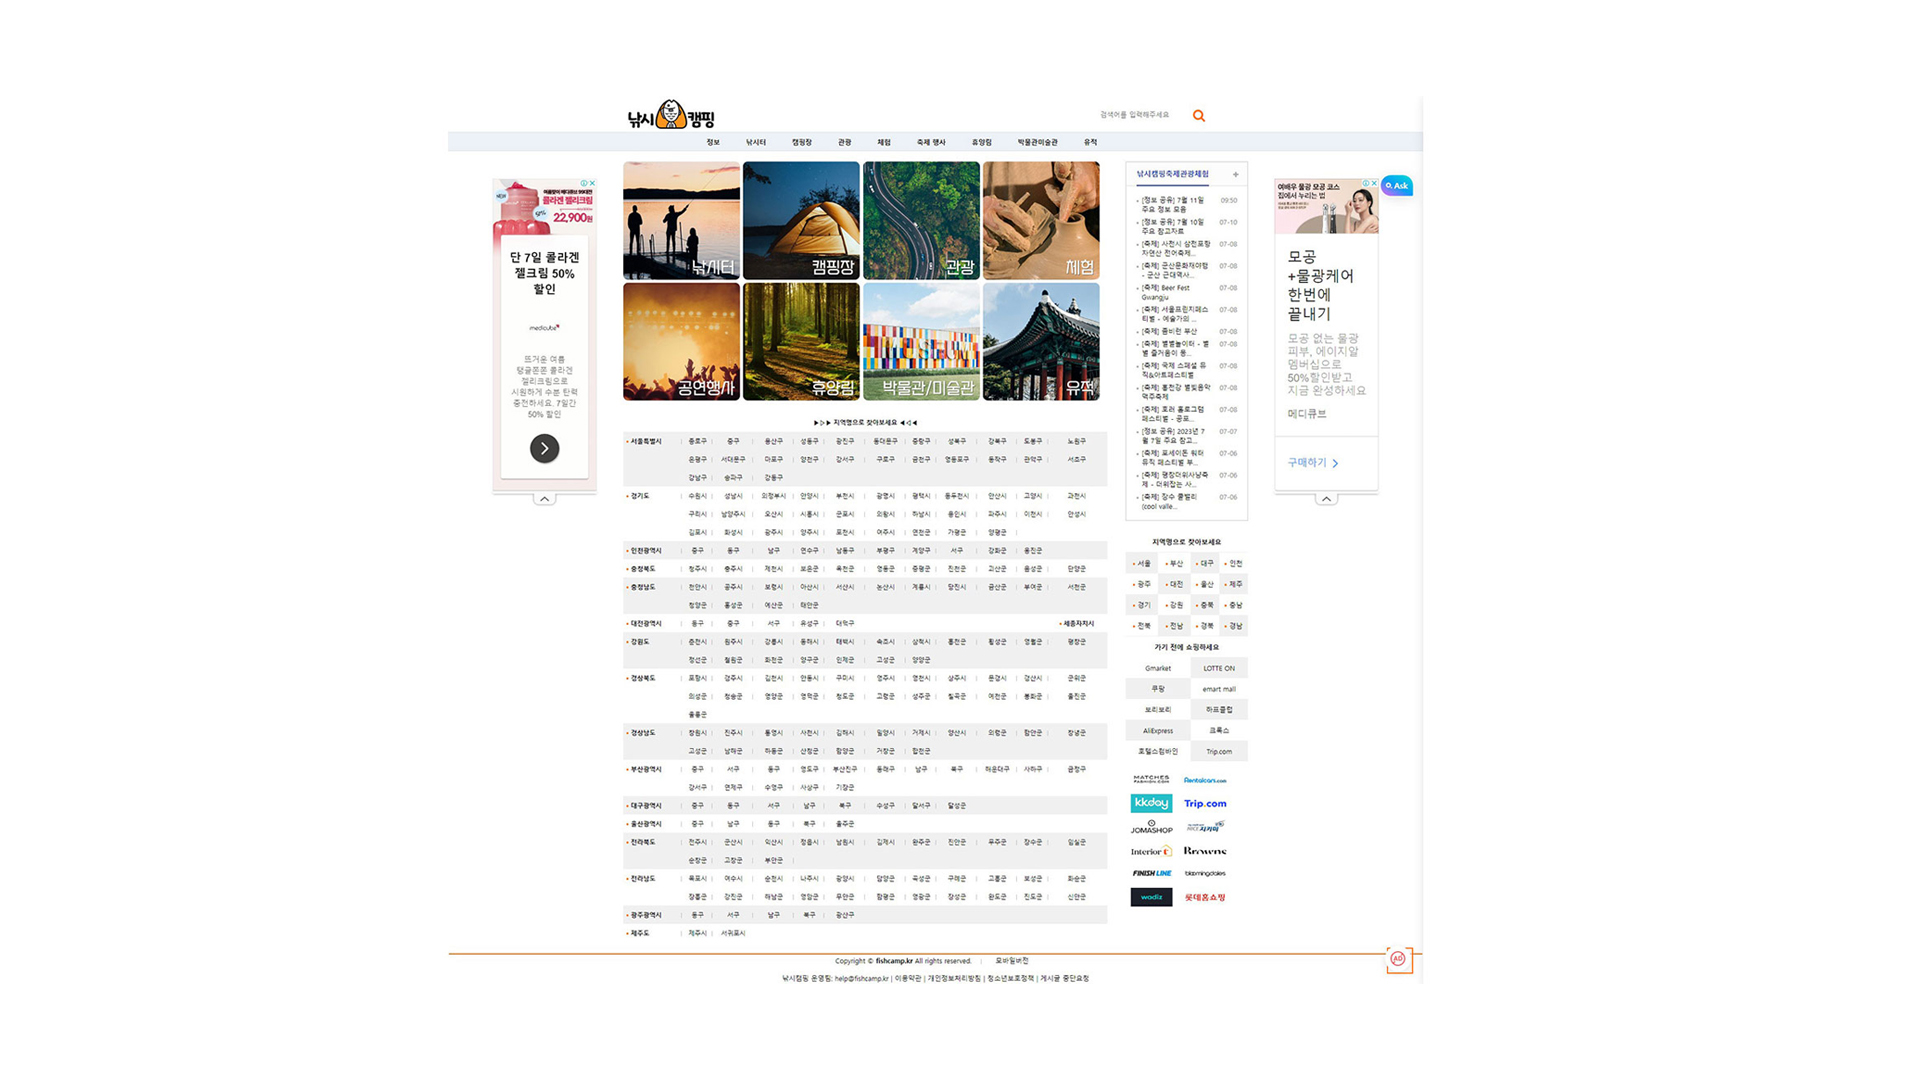 낚시 캠핑
검색어를 입력해주세요
정보 낚시터 캠핑장 관광 체험 축제 행사 휴양림 박물관미술관 유적
여름맞이 메디큐브 99대란
콜라겐 젤리크림
NEW
50%
22,900원
단 7일 콜라겐
젤크림 50%
할인
medicube
뜨거운 여름
탱글쫀쫀 콜라겐
젤리크림으로
시원하게 수분 탄력
충전하세요. 7일간
50% 할인
낚시터
캠핑장
관광
체험
공연행사
휴양림
MUSEUM
박물관/미술관
유적
▶▷▶ 지역명으로 찾아보세요 ◀◁◀
서울특별시 종로구 중구 용산구 성동구 광진구 동대문구 중랑구 성북구 강북구 도봉구 노원구
은평구 서대문구 마포구 양천구 강서구 구로구 금천구 영등포구 동작구 관악구 서초구
강남구 송파구 강동구
경기도 수원시 성남시 의정부시 안양시 부천시 광명시 평택시 동두천시 안산시 고양시 과천시
구리시 남양주시 오산시 시흥시 군포시 의왕시 하남시 용인시 파주시 이천시 안성시
김포시 화성시 광주시 양주시 포천시 여주시 연천군 가평군 양평군
인천광역시 중구 동구 남구 연수구 남동구 부평구 계양구 서구 강화군 옹진군
충청북도 청주시 충주시 제천시 보은군 옥천군 영동군 증평군 진천군 괴산군 음성군 단양군
충청남도 천안시 공주시 보령시 아산시 서산시 논산시 계룡시 당진시 금산군 부여군 서천군
청양군 홍성군 예산군 태안군
대전광역시 동구 중구 서구 유성구 대덕구 세종자치시
강원도 춘천시 원주시 강릉시 동해시 태백시 속초시 삼척시 홍천군 횡성군 영월군 평창군
정선군 철원군 화천군 양구군 인제군 고성군 양양군
경상북도 포항시 경주시 김천시 안동시 구미시 영주시 영천시 상주시 문경시 경산시 군위군
의성군 청송군 영양군 영덕군 청도군 고령군 성주군 칠곡군 예천군 봉화군 울진군
울릉군
경상남도 창원시 진주시 통영시 사천시 김해시 밀양시 거제시 양산시 의령군 함안군 창녕군
고성군 남해군 하동군 산청군 함양군 거창군 합천군
부산광역시 중구 서구 동구 영도구 부산진구 동래구 남구 북구 해운대구 사하구 금정구
강서구 연제구 수영구 사상구 기장군
대구광역시 중구 동구 서구 남구 북구 수성구 달서구 달성군
울산광역시 중구 남구 동구 북구 울주군
전라북도 전주시 군산시 익산시 정읍시 남원시 김제시 완주군 진안군 무주군 장수군 임실군
순창군 고창군 부안군
전라남도 목포시 여수시 순천시 나주시 광양시 담양군 곡성군 구례군 고흥군 보성군 화순군
장흥군 강진군 해남군 영암군 무안군 함평군 영광군 장성군 완도군 진도군 신안군
광주광역시 동구 서구 남구 북구 광산구
제주도 제주시 서귀포시
낚시캠핑축제관광체험 +
[정보 공유] 7월 11일 09:50
주요 정보 모음
[정보 공유] 7월 10일 07-10
주요 참고자료
[축제] 사천시 삼천포항 07-08
자연산 전어축제...
[축제] 군산문화재야행 07-08
- 군산 근대역사...
[축제] Beer Fest 07-08
Gwangju
[축제] 서울프린지페스 07-08
티벌 - 예술가의 ...
[축제] 좀비런 부산 07-08
[축제] 별별놀이터 - 별 07-08
별 즐거움이 뿅...
[축제] 국제 스페셜 뮤 07-08
직&아트페스티벌
[축제] 홍천강 별빛음악 07-08
맥주축제
[축제] 호러 홀로그램 07-08
페스티벌 - 공포...
[정보 공유] 2023년 7 07-07
월 7일 주요 참고...
[축제] 포세이돈 워터 07-06
뮤직 페스티벌 부...
[축제] 평창더위사냥축 07-06
제 - 더위잡는 사...
[축제] 장수 쿨밸리 07-06
(cool valle...
지역명으로 찾아보세요
서울 부산 대구 인천
광주 대전 울산 제주
경기 강원 충북 충남
전북 전남 경북 경남
가기 전에 쇼핑하세요
Gmarket LOTTE ON
쿠팡 emart mall
보리보리 하프클럽
AliExpress 크록스
호텔스컴바인 Trip.com
MATCHES
FASHION.COM Rentalcars.com
kkday Trip.com
JOMASHOP
Interior Browns
FINISH LINE bloomingdales
wadiz 롯데홈쇼핑
여배우 물광 모공 코스
집에서 누리는 법
Ask
모공
+물광케어
한번에
끝내기
모공 없는 물광
피부, 에이지알
멤버십으로
50%할인받고
지금 완성하세요
메디큐브
구매하기
AD
Copyright © fishcamp.kr All rights reserved. | 모바일버전
낚시캠핑 운영팀: help@fishcamp.kr | 이용약관 | 개인정보처리방침 | 청소년보호정책 | 게시글 중단요청